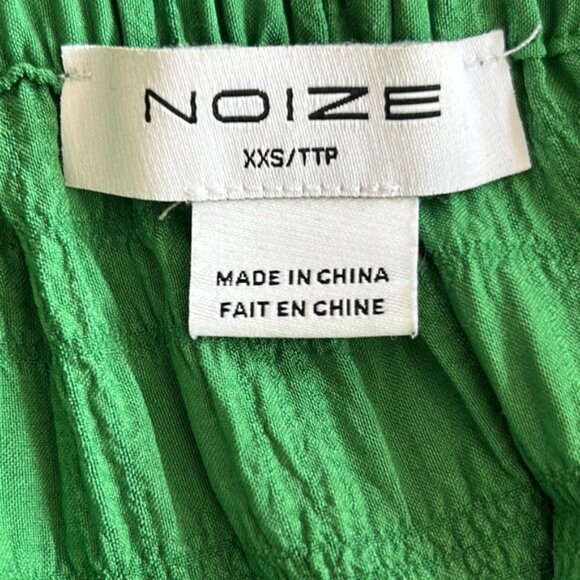 NOIZE
XXS/TTP
MADE IN CHINA
FAIT EN CHINE